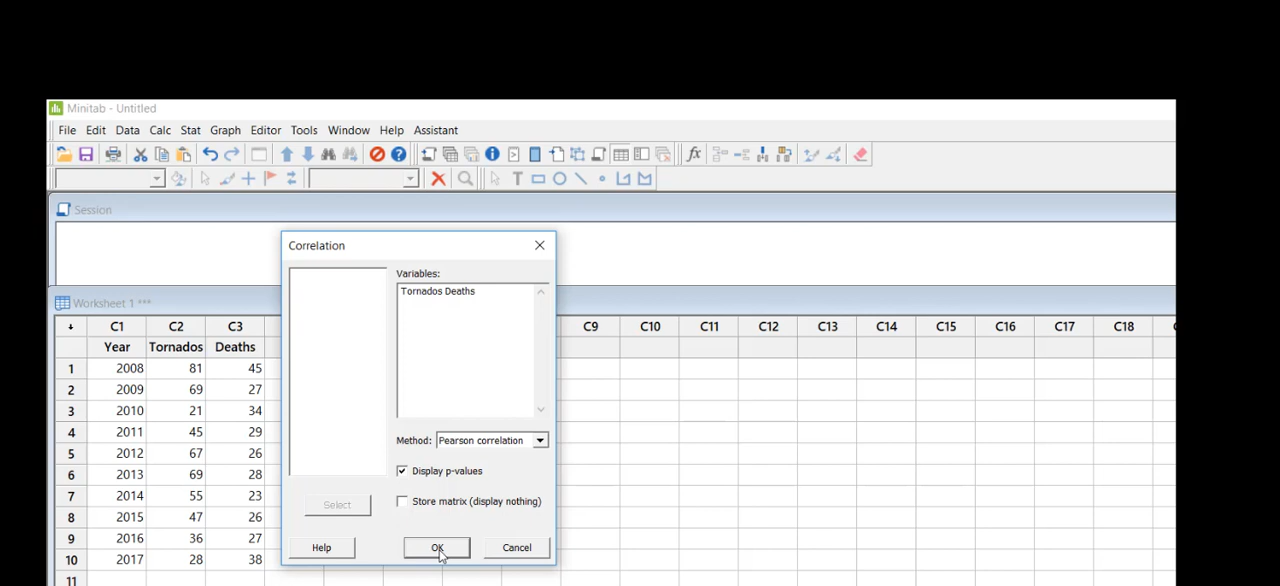 Minitab - Untitled
File Edit Data Calc Stat Graph Editor Tools Window Help Assistant
Session
Correlation
Variables:
Tornados Deaths
Method: Pearson correlation
Display p-values
Store matrix (display nothing)
Select
Help OK Cancel
Worksheet 1 ***
C1 C2 C3 C9 C10 C11 C12 C13 C14 C15 C16 C17 C18
Year Tornados Deaths
1 2008 81 45
2 2009 69 27
3 2010 21 34
4 2011 45 29
5 2012 67 26
6 2013 69 28
7 2014 55 23
8 2015 47 26
9 2016 36 27
10 2017 28 38
11